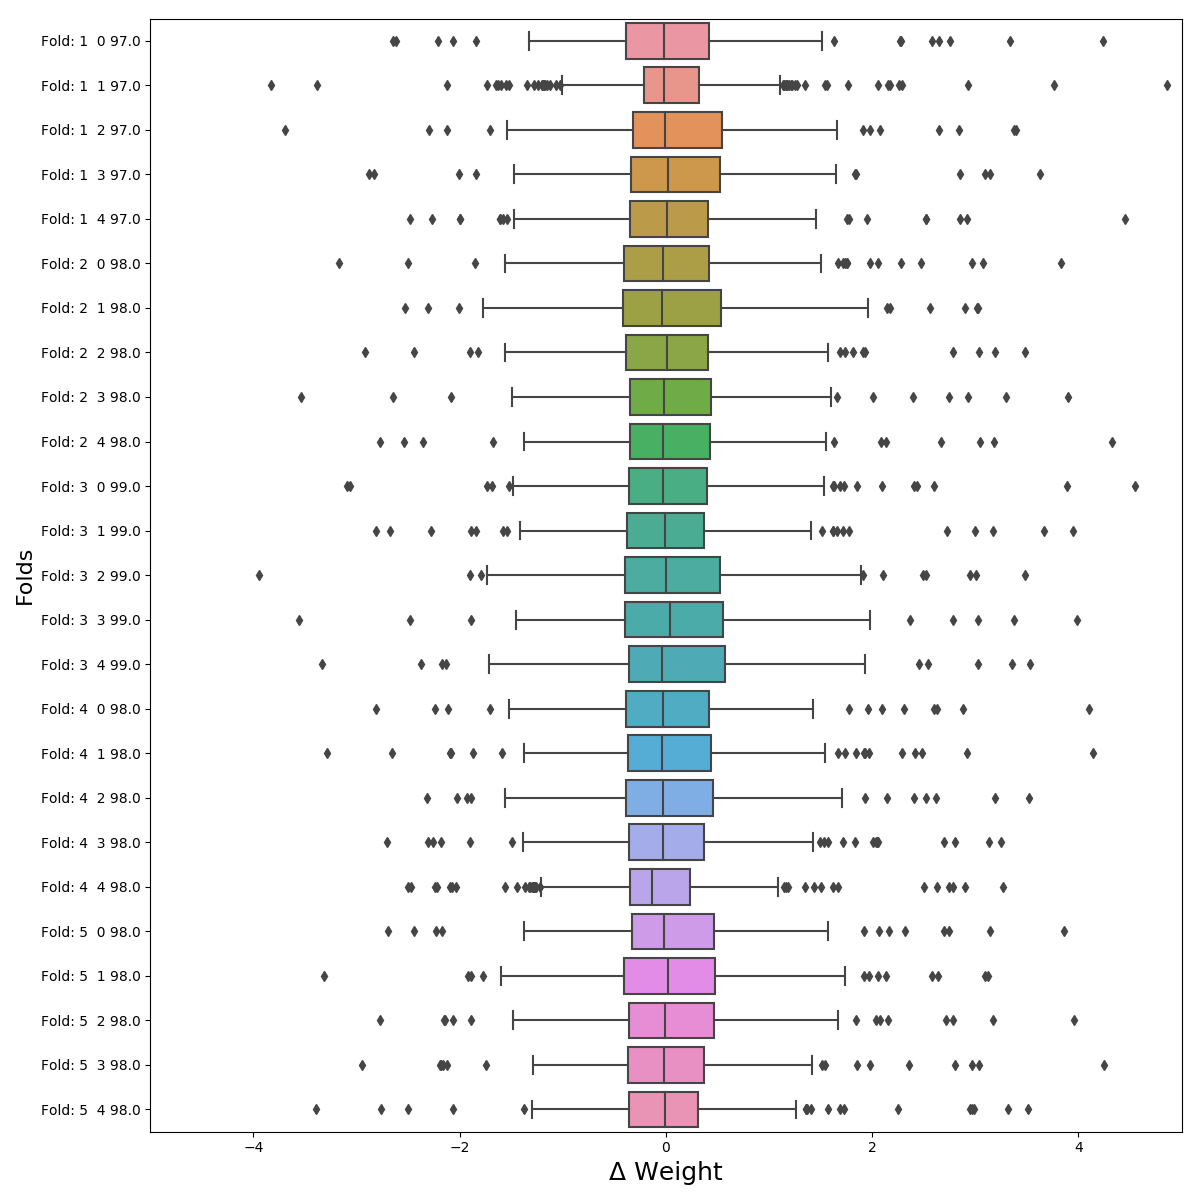 Folds
Fold: 1  0 97.0
Fold: 1  1 97.0
Fold: 1  2 97.0
Fold: 1  3 97.0
Fold: 1  4 97.0
Fold: 2  0 98.0
Fold: 2  1 98.0
Fold: 2  2 98.0
Fold: 2  3 98.0
Fold: 2  4 98.0
Fold: 3  0 99.0
Fold: 3  1 99.0
Fold: 3  2 99.0
Fold: 3  3 99.0
Fold: 3  4 99.0
Fold: 4  0 98.0
Fold: 4  1 98.0
Fold: 4  2 98.0
Fold: 4  3 98.0
Fold: 4  4 98.0
Fold: 5  0 98.0
Fold: 5  1 98.0
Fold: 5  2 98.0
Fold: 5  3 98.0
Fold: 5  4 98.0
−4 −2 0 2 4
Δ Weight